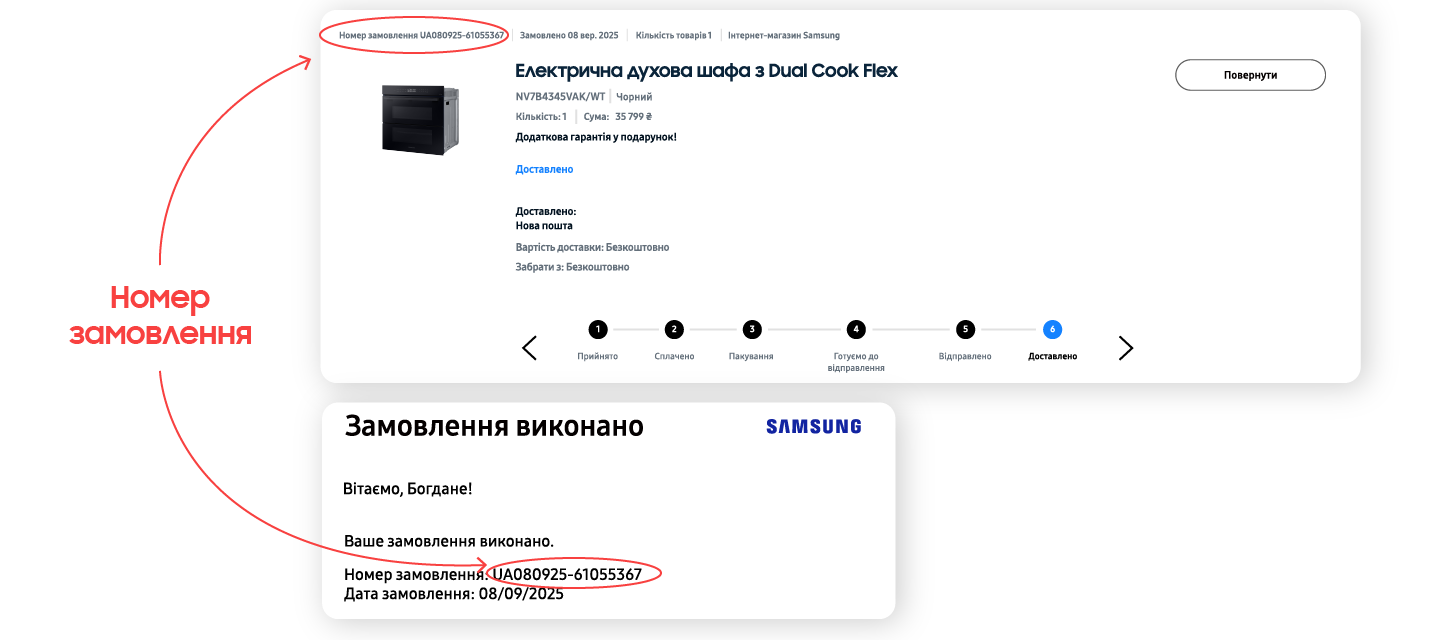 Номер замовлення UA080925-61055367 Замовлено 08 вер. 2025 Кількість товарів 1 Інтернет-магазин Samsung
Електрична духова шафа з Dual Cook Flex
Повернути
NV7B4345VAK/WT Чорний
Кількість: 1 Сума: 35 799 ₴
Додаткова гарантія у подарунок!
Доставлено
Доставлено:
Нова пошта
Вартість доставки: Безкоштовно
Забрати з: Безкоштовно
1 2 3 4 5 6
Прийнято Сплачено Пакування Готуємо до Відправлено Доставлено
відправлення
Номер
замовлення
Замовлення виконано
SAMSUNG
Вітаємо, Богдане!
Ваше замовлення виконано.
Номер замовлення: UA080925-61055367
Дата замовлення: 08/09/2025